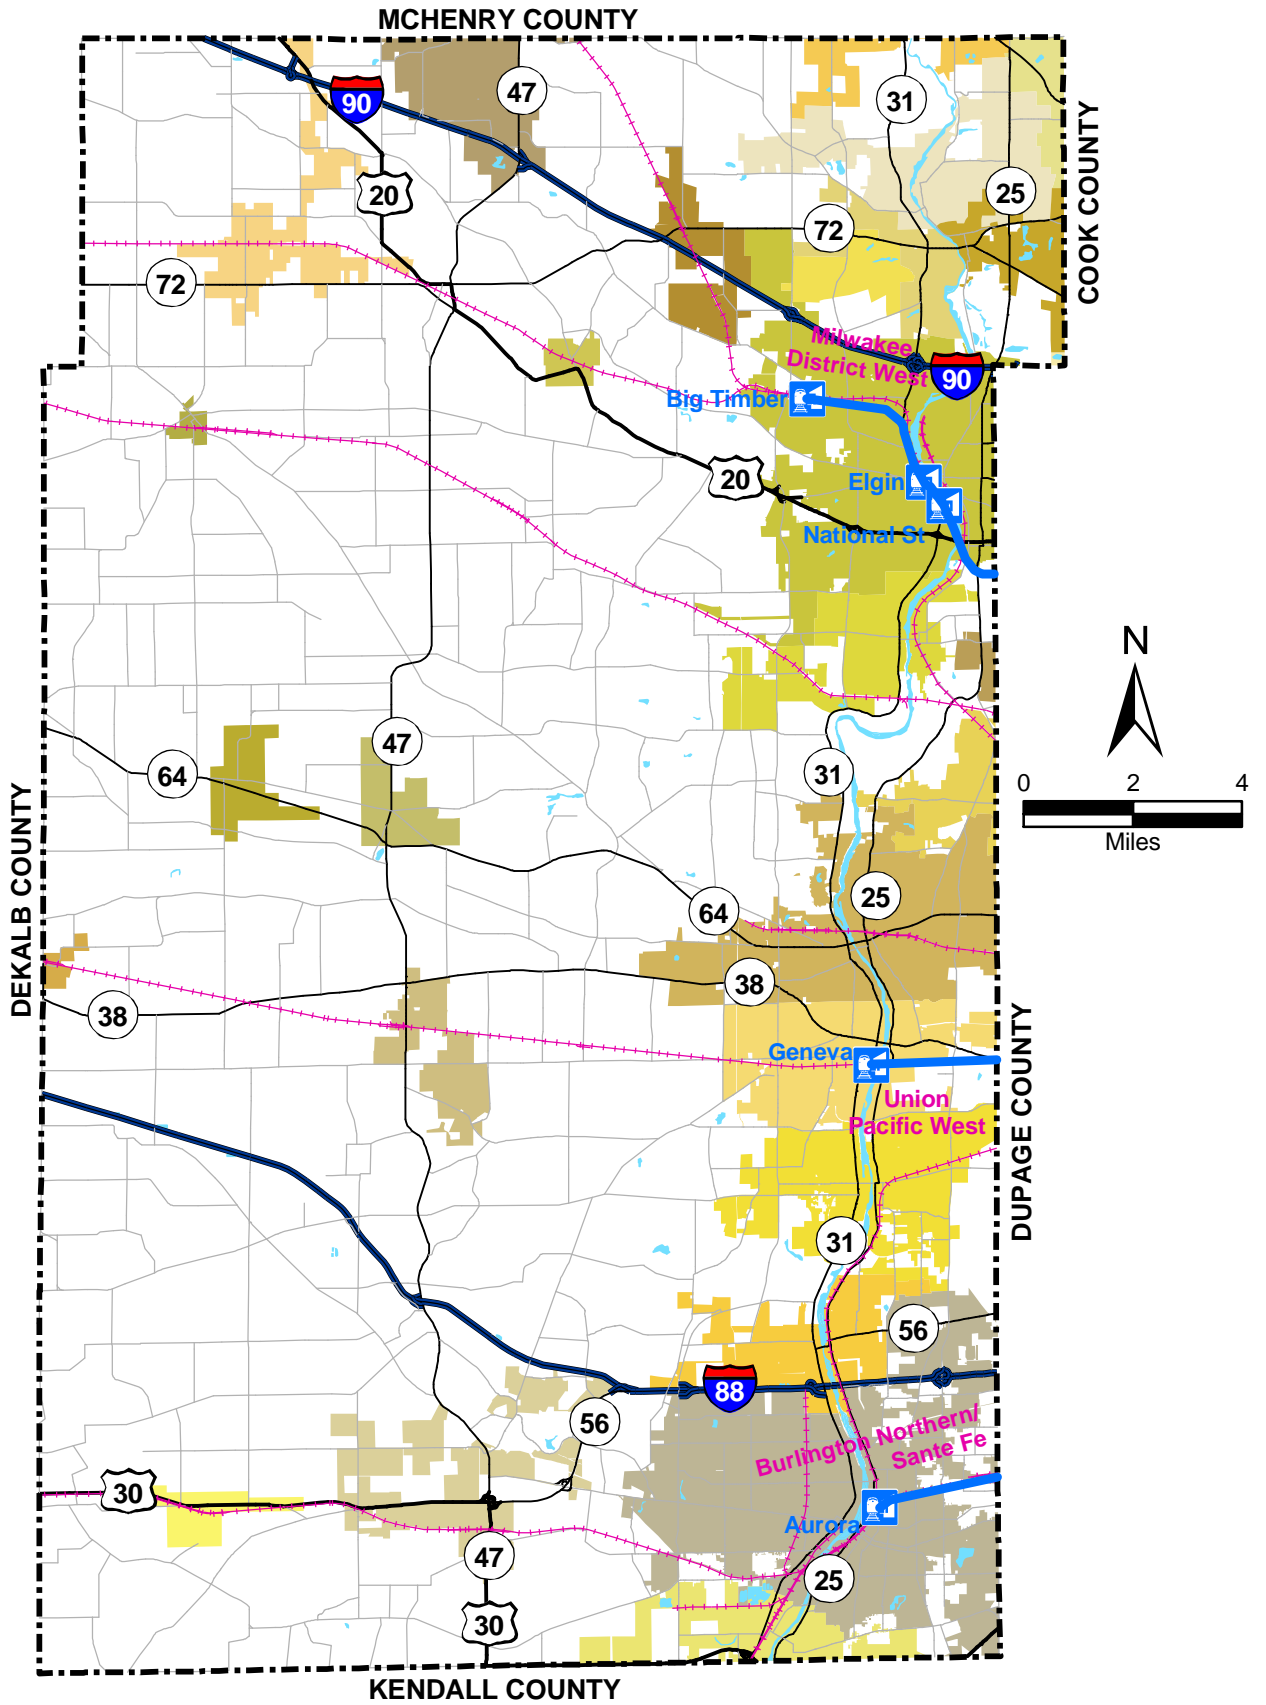 MCHENRY COUNTY
90
47
31
25
20
72
72
COOK COUNTY
Milwakee
District West
90
Big Timber
20
Elgin
National St
N
47
64
31
0 2 4
Miles
DEKALB COUNTY
64
25
38
38
Geneva
DUPAGE COUNTY
Union
Pacific West
31
56
88
56
Burlington Northern/
Sante Fe
30
Aurora
47
25
30
KENDALL COUNTY